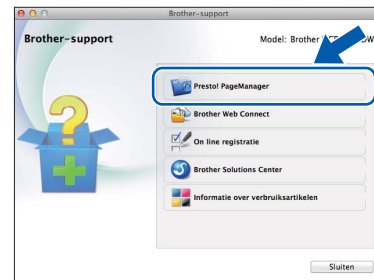 Brother-support
Brother-support
Model: Brother
Presto! PageManager
Brother Web Connect
On line registratie
Brother Solutions Center
Informatie over verbruiksartikelen
Sluiten